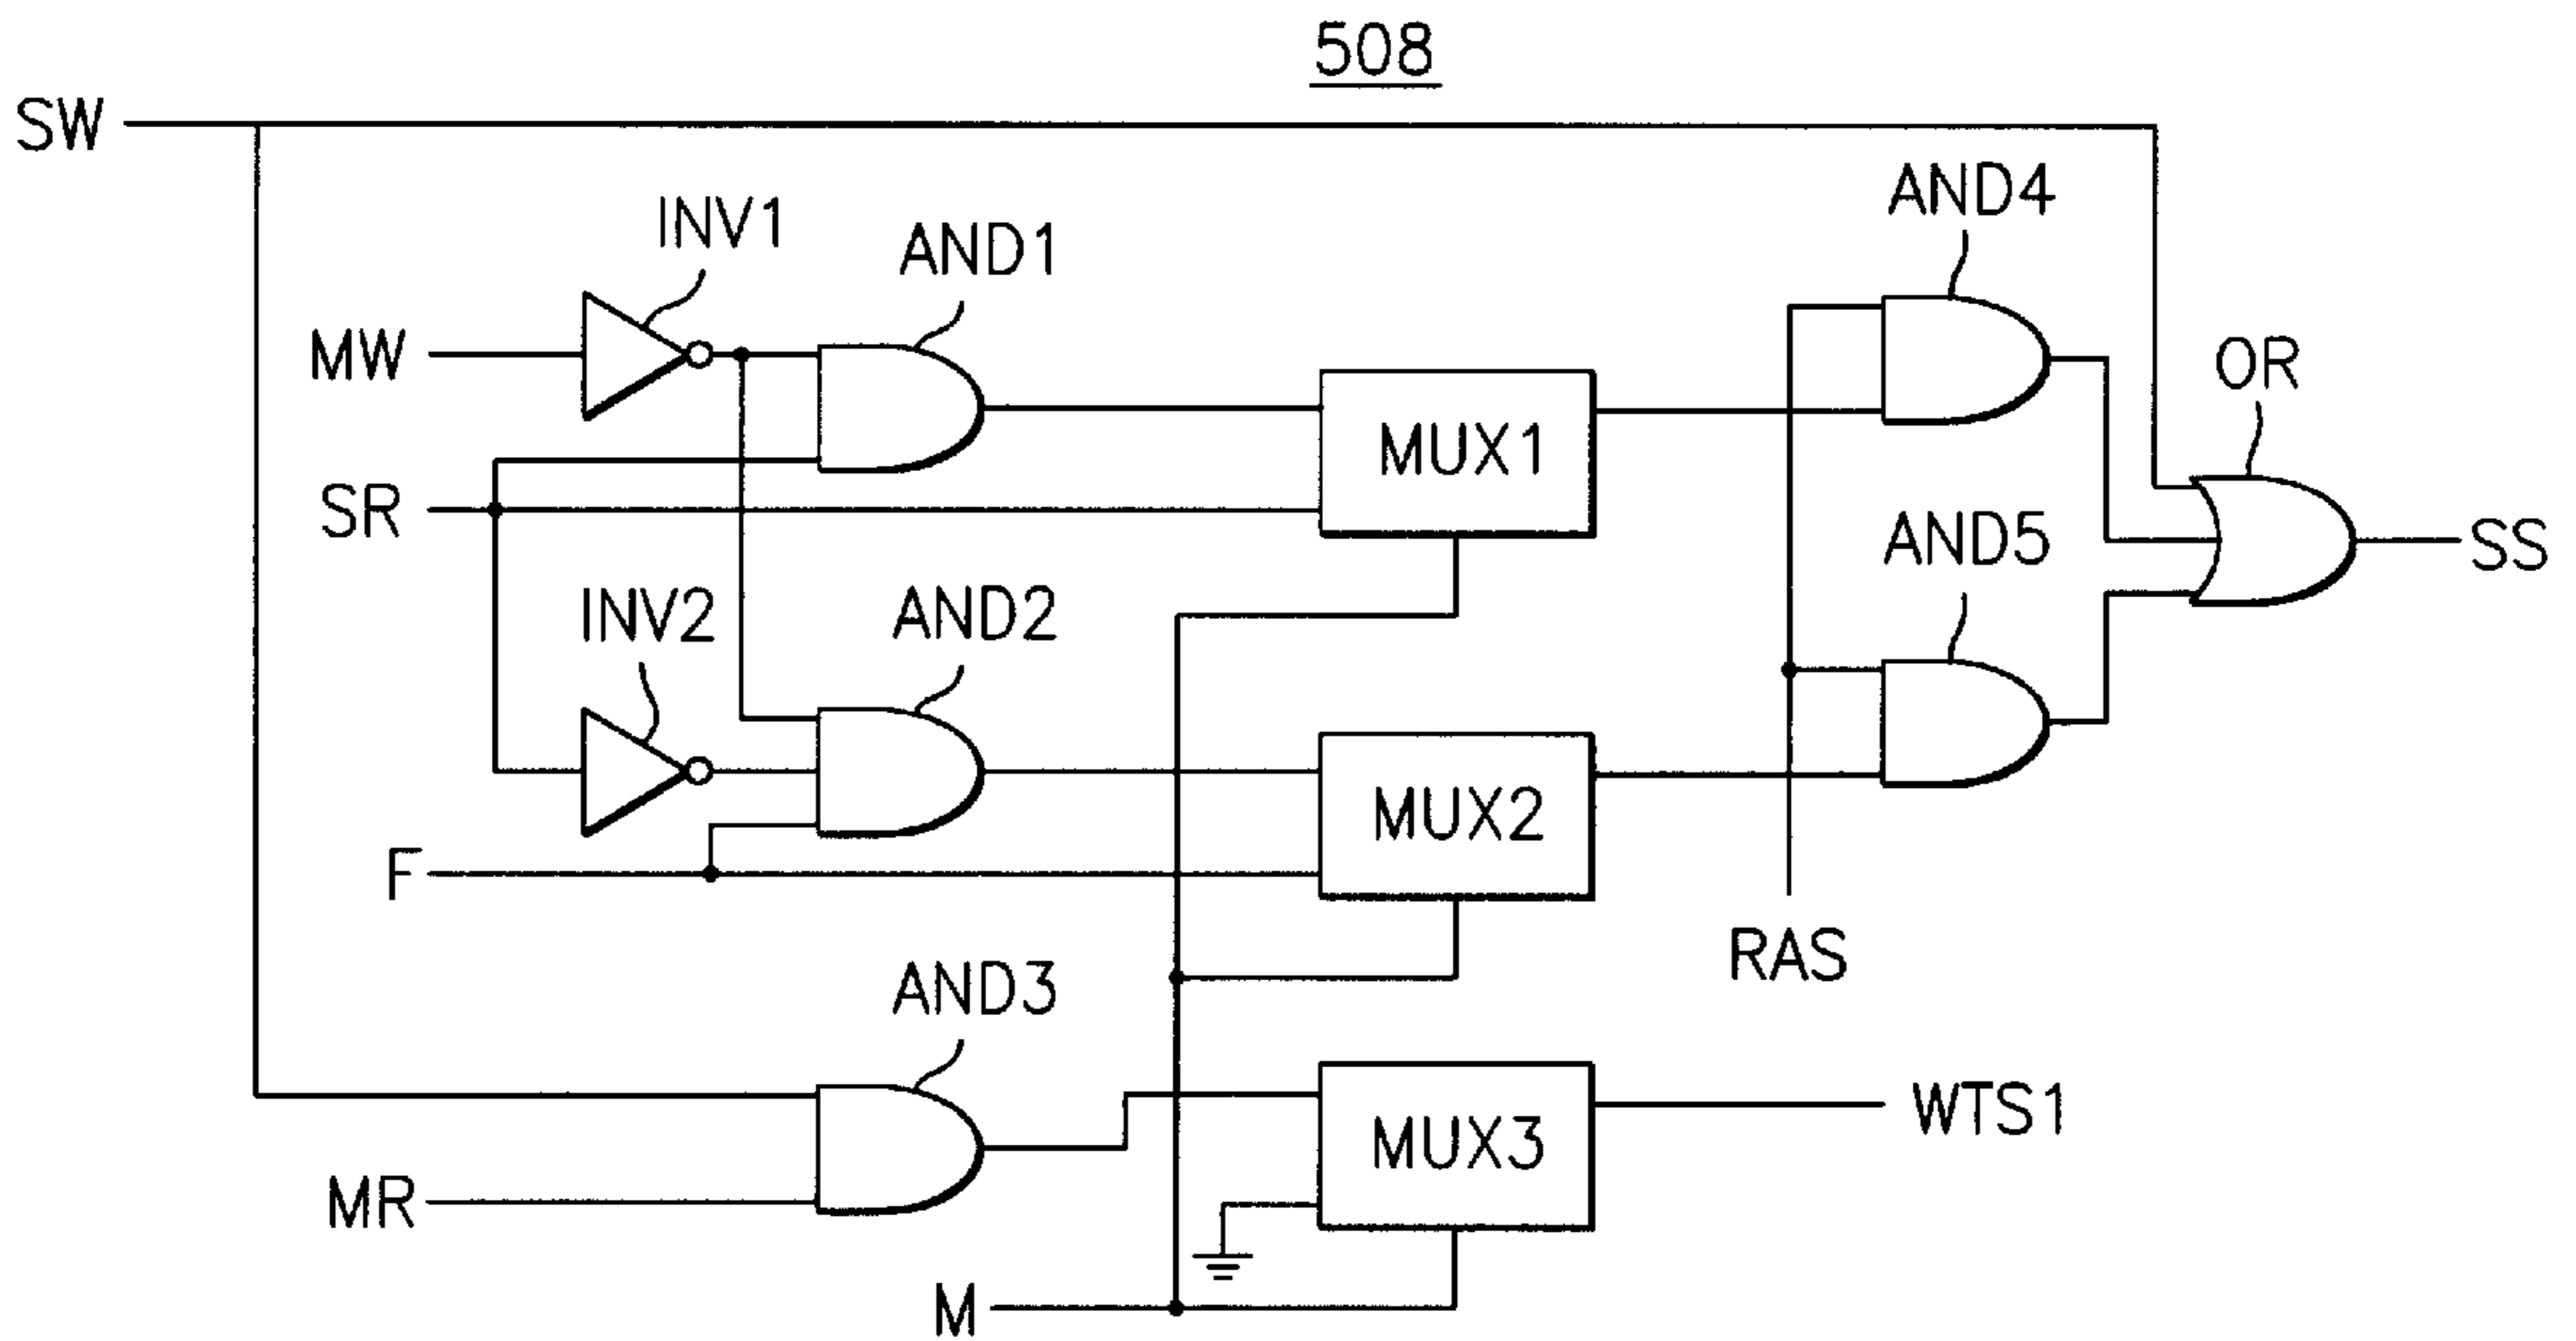 508
SW
AND4
INV1
AND1
MW
OR
MUX1
SR
AND5
SS
INV2
AND2
MUX2
F
RAS
AND3
WTS1
MUX3
MR
M